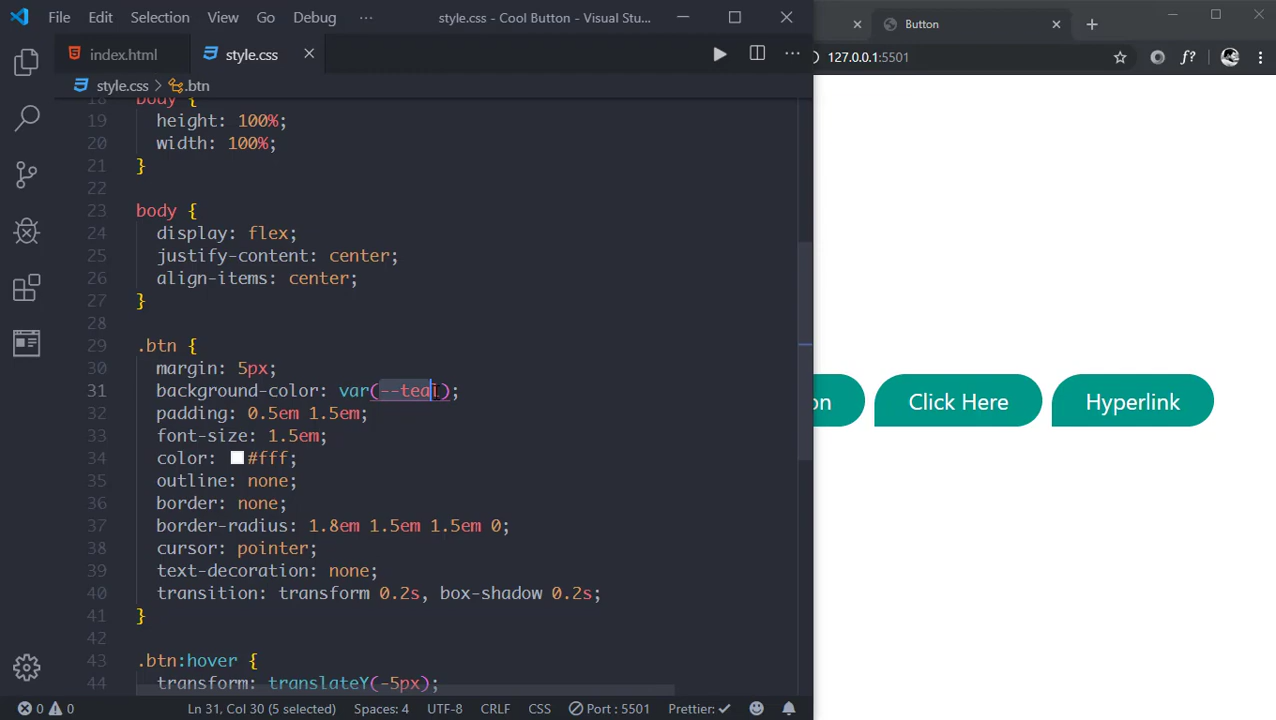 File Edit Selection View Go Debug ··· style.css - Cool Button - Visual Stu...
Button
index.html style.css
127.0.0.1:5501
f?
style.css > .btn
18 body {
19 height: 100%;
20 width: 100%;
21 }
22
23 body {
24 display: flex;
25 justify-content: center;
26 align-items: center;
27 }
28
29 .btn {
30 margin: 5px;
31 background-color: var(--teal);
32 padding: 0.5em 1.5em;
33 font-size: 1.5em;
34 color: #fff;
35 outline: none;
36 border: none;
37 border-radius: 1.8em 1.5em 1.5em 0;
38 cursor: pointer;
39 text-decoration: none;
40 transition: transform 0.2s, box-shadow 0.2s;
41 }
42
43 .btn:hover {
44 transform: translateY(-5px);
on Click Here Hyperlink
0 0 Ln 31, Col 30 (5 selected) Spaces: 4 UTF-8 CRLF CSS Port : 5501 Prettier: ✓